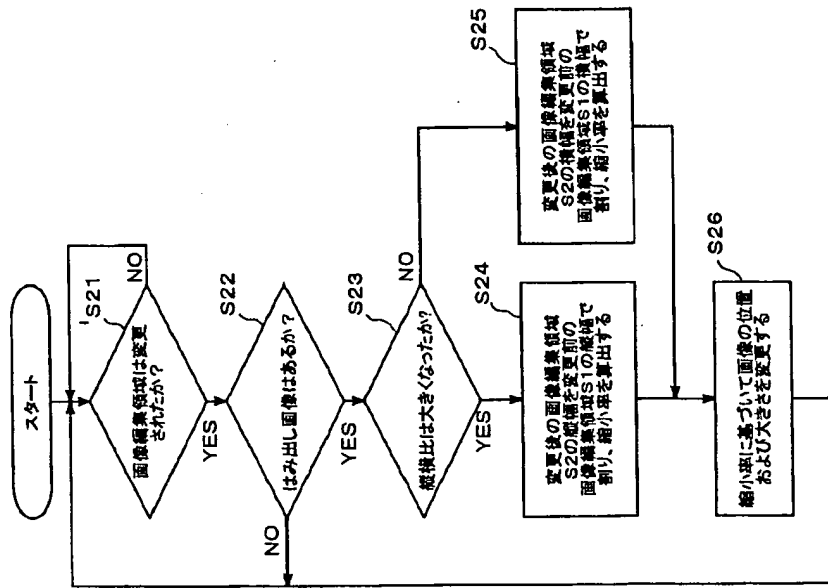 スタート
S21
画像編集領域は変更
されたか?
NO
YES
S22
はみ出し画像はあるか?
NO
YES
S23
縦横比は大きくなったか?
NO
YES
S24
変更後の画像編集領域
S2の縦幅を変更前の
画像編集領域S1の縦幅で
割り、縮小率を算出する
S25
変更後の画像編集領域
S2の横幅を変更前の
画像編集領域S1の横幅で
割り、縮小率を算出する
S26
縮小率に基づいて画像の位置
および大きさを変更する